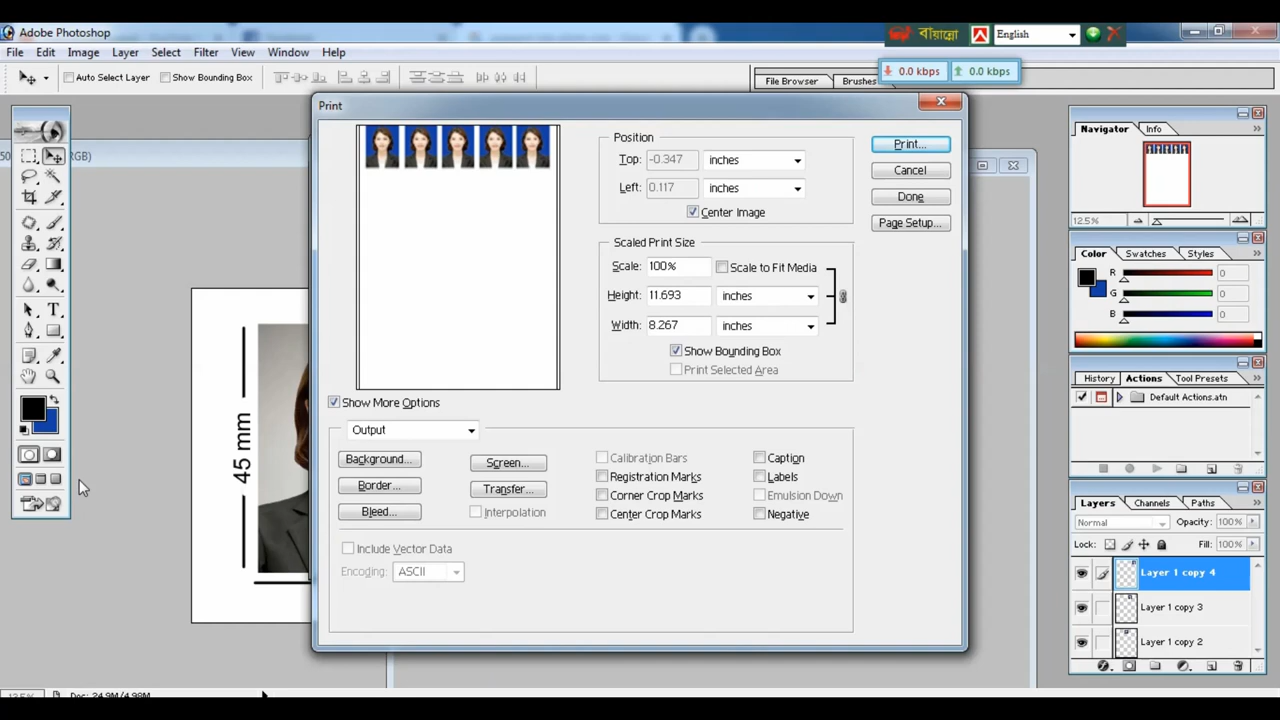 Adobe Photoshop
বায়ান্নো
English
File Edit Image Layer Select Filter View Window Help
0.0 kbps 0.0 kbps
Auto Select Layer Show Bounding Box
File Browser Brushes
Print
RGB)
Position
Top: -0.347 inches
Left: 0.117 inches
Center Image
Scaled Print Size
Scale: 100% Scale to Fit Media
Height: 11.693 inches
Width: 8.267 inches
Show Bounding Box
Print Selected Area
Print...
Cancel
Done
Page Setup...
Show More Options
Output
Background... Screen... Calibration Bars Caption
Registration Marks Labels
Border... Transfer... Corner Crop Marks Emulsion Down
Bleed... Interpolation Center Crop Marks Negative
Include Vector Data
Encoding: ASCII
45 mm
Navigator Info
12.5%
Color Swatches Styles
R 0
G 0
B 0
History Actions Tool Presets
Default Actions.atn
Layers Channels Paths
Normal Opacity: 100%
Lock: Fill: 100%
Layer 1 copy 4
Layer 1 copy 3
Layer 1 copy 2
12.5% Doc: 24.9M/4.98M